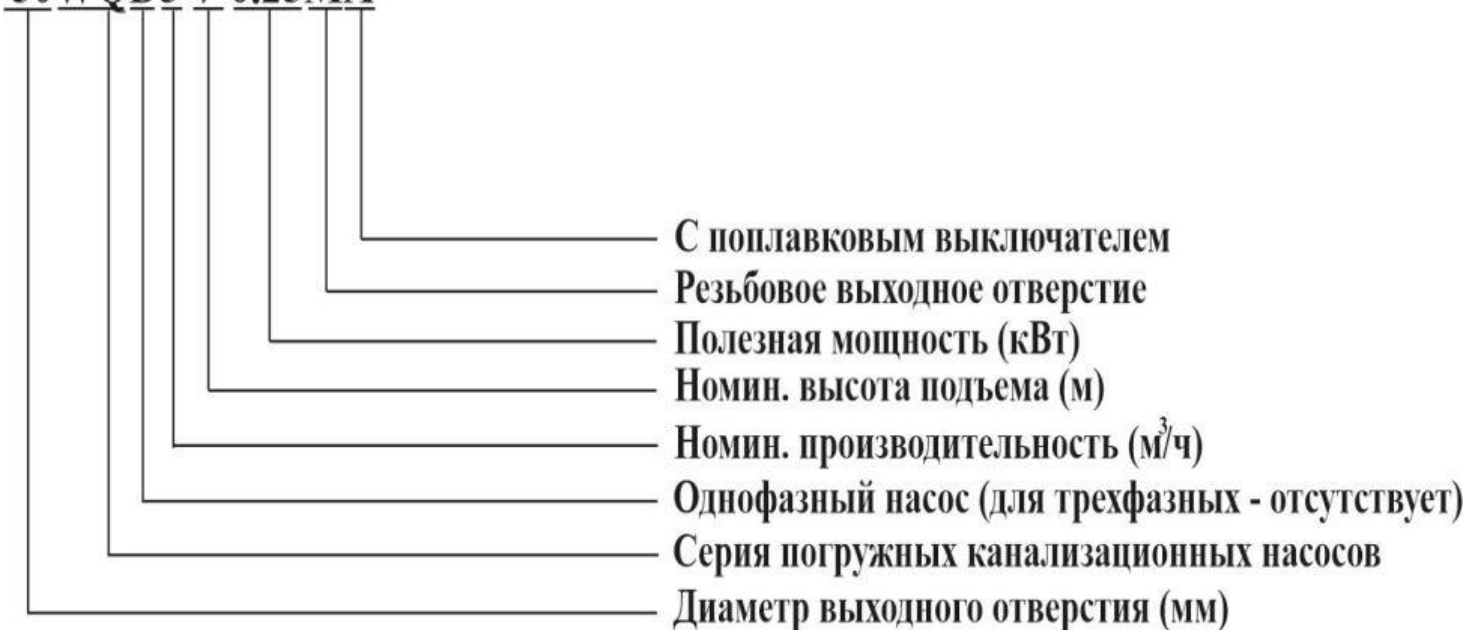 С поплавковым выключателем
Резьбовое выходное отверстие
Полезная мощность (кВт)
Номин. высота подъема (м)
Номин. производительность (м³/ч)
Однофазный насос (для трехфазных - отсутствует)
Серия погружных канализационных насосов
Диаметр выходного отверстия (мм)